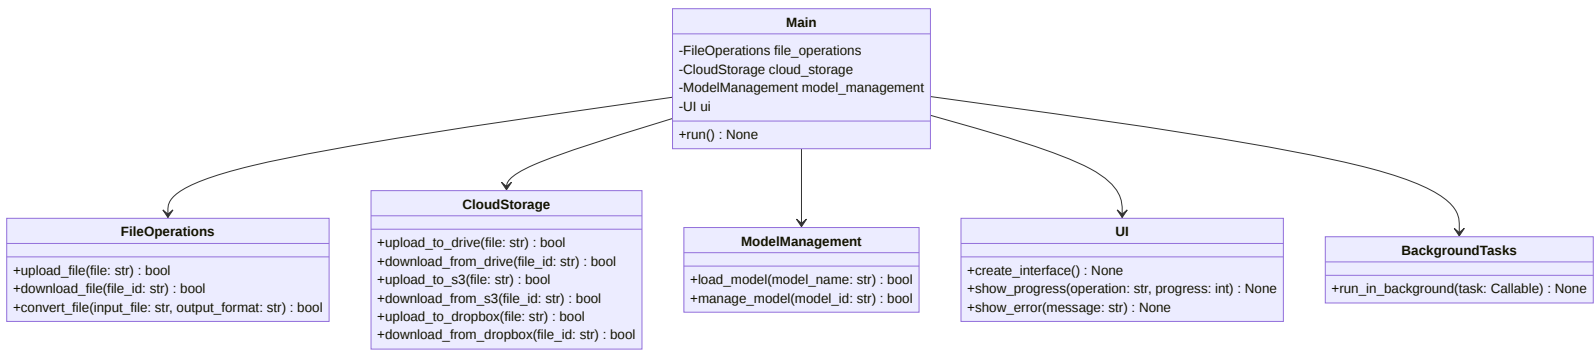 Main
-FileOperations file_operations
-CloudStorage cloud_storage
-ModelManagement model_management
-UI ui
+run() : None
FileOperations
+upload_file(file: str) : bool
+download_file(file_id: str) : bool
+convert_file(input_file: str, output_format: str) : bool
CloudStorage
+upload_to_drive(file: str) : bool
+download_from_drive(file_id: str) : bool
+upload_to_s3(file: str) : bool
+download_from_s3(file_id: str) : bool
+upload_to_dropbox(file: str) : bool
+download_from_dropbox(file_id: str) : bool
ModelManagement
+load_model(model_name: str) : bool
+manage_model(model_id: str) : bool
UI
+create_interface() : None
+show_progress(operation: str, progress: int) : None
+show_error(message: str) : None
BackgroundTasks
+run_in_background(task: Callable) : None